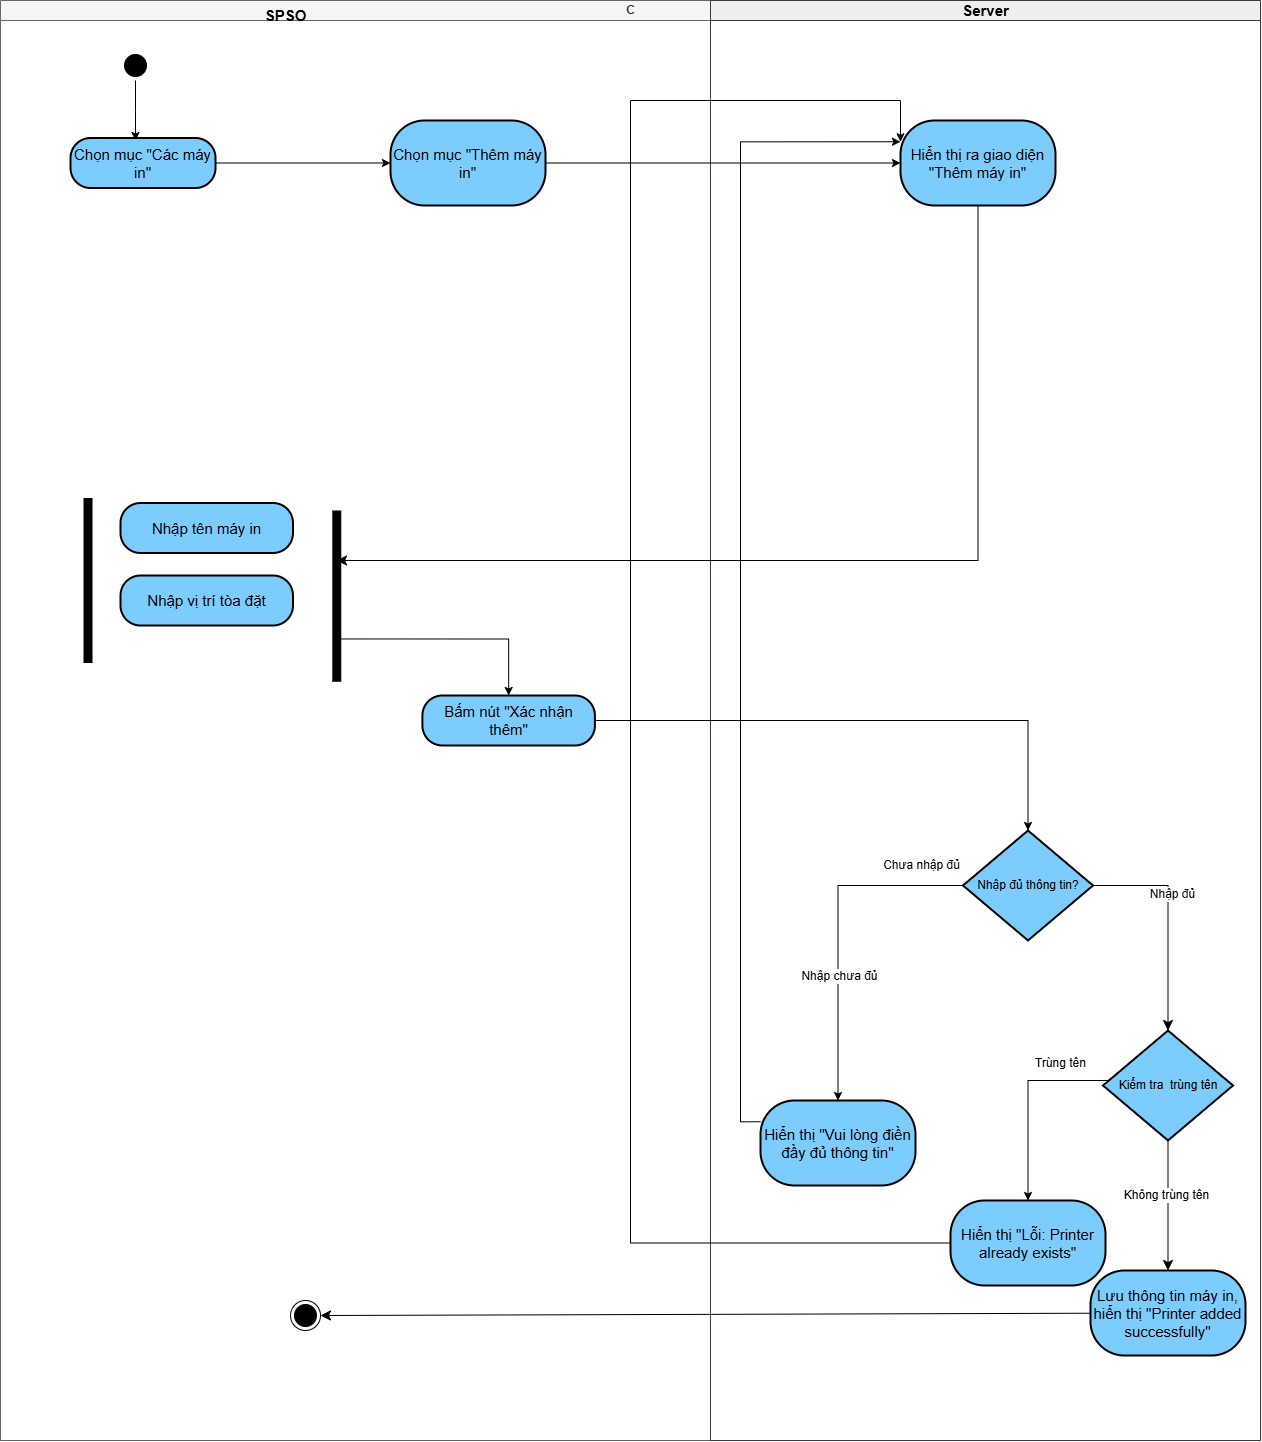 SPSO
C
Server
Chọn mục "Các máy
in"
Chọn mục "Thêm máy
in"
Hiển thị ra giao diện
"Thêm máy in"
Nhập tên máy in
Nhập vị trí tòa đặt
Bấm nút "Xác nhận
thêm"
Chưa nhập đủ
Nhập đủ thông tin?
Nhập đủ
Nhập chưa đủ
Trùng tên
Kiểm tra  trùng tên
Hiển thị "Vui lòng điền
đầy đủ thông tin"
Không trùng tên
Hiển thị "Lỗi: Printer
already exists"
Lưu thông tin máy in,
hiển thị "Printer added
successfully"